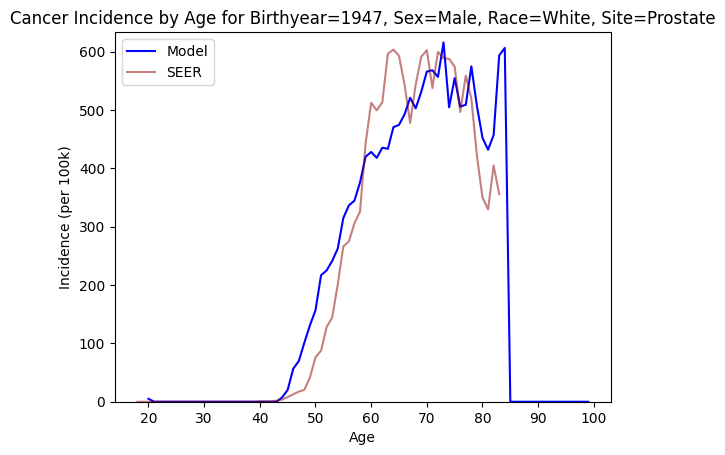 Cancer Incidence by Age for Birthyear=1947, Sex=Male, Race=White, Site=Prostate
Model
SEER
600
500
400
300
200
100
0
Incidence (per 100k)
20 30 40 50 60 70 80 90 100
Age